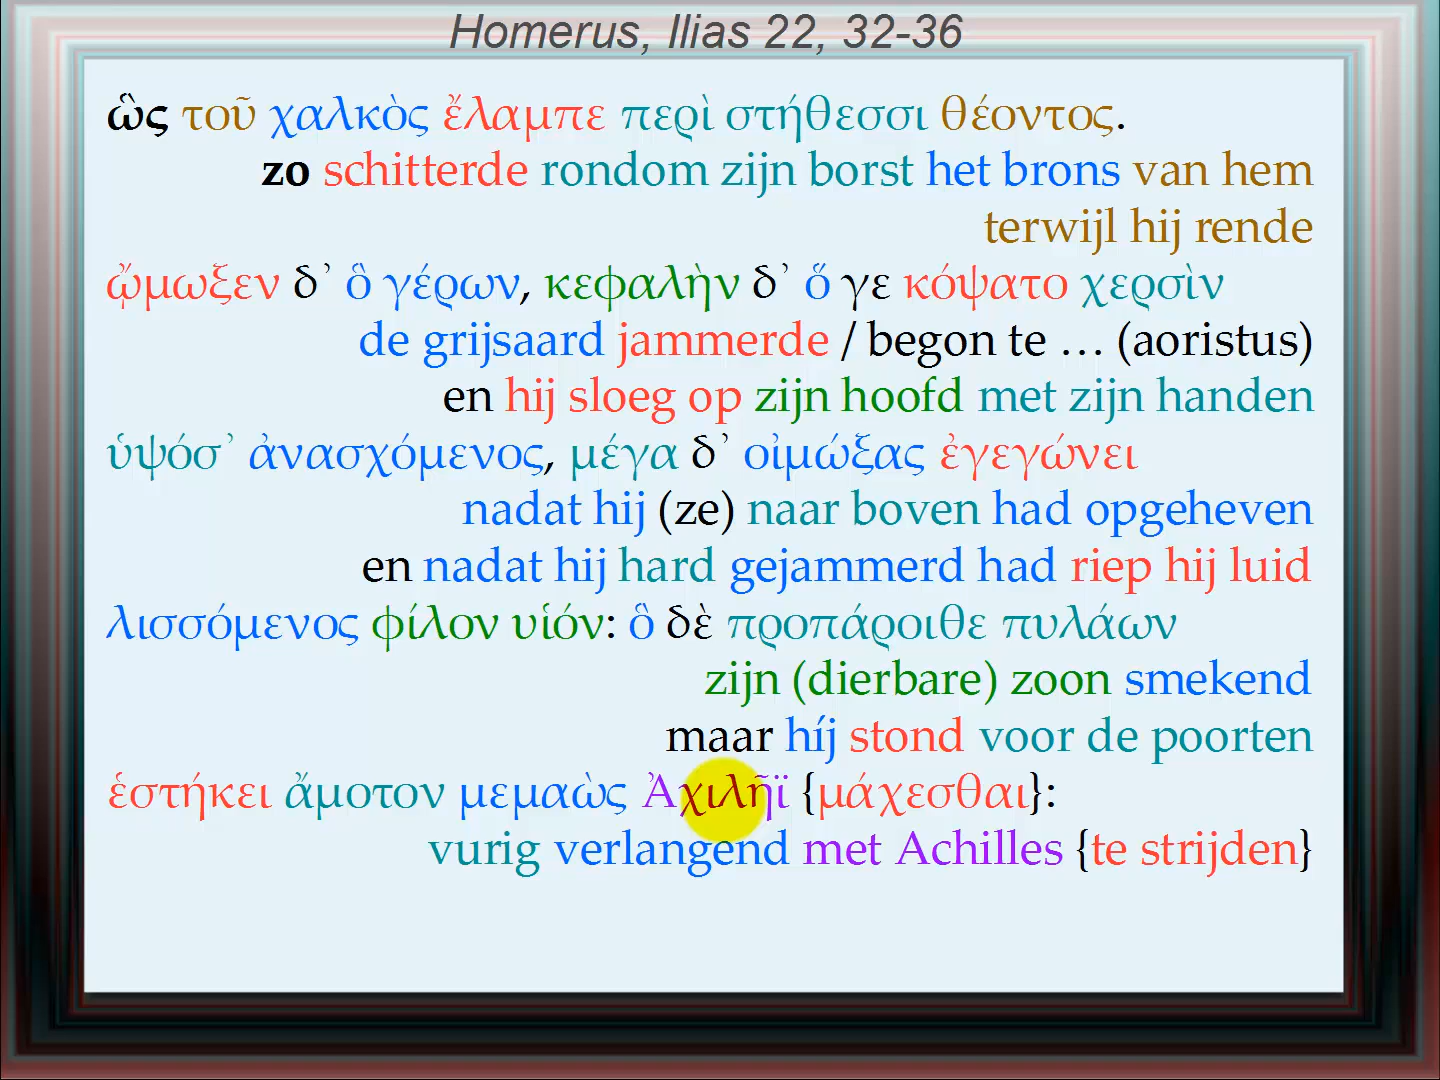 Homerus, Ilias 22, 32-36
ὣς τοῦ χαλκὸς ἔλαμπε περὶ στήθεσσι θέοντος.
zo schitterde rondom zijn borst het brons van hem
terwijl hij rende
ᾤμωξεν δ᾽ ὃ γέρων, κεφαλὴν δ᾽ ὅ γε κόψατο χερσὶν
de grijsaard jammerde / begon te … (aoristus)
en hij sloeg op zijn hoofd met zijn handen
ὑψόσ᾽ ἀνασχόμενος, μέγα δ᾽ οἰμώξας ἐγεγώνει
nadat hij (ze) naar boven had opgeheven
en nadat hij hard gejammerd had riep hij luid
λισσόμενος φίλον υἱόν: ὃ δὲ προπάροιθε πυλάων
zijn (dierbare) zoon smekend
maar híj stond voor de poorten
ἑστήκει ἄμοτον μεμαὼς Ἀχιλῆϊ {μάχεσθαι}:
vurig verlangend met Achilles {te strijden}